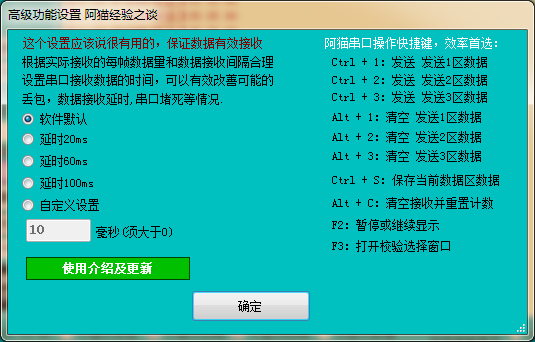 高级功能设置 阿猫经验之谈
这个设置应该说很有用的，保证数据有效接收
根据实际接收的每帧数据量和数据接收间隔合理
设置串口接收数据的时间，可以有效改善可能的
丢包，数据接收延时,串口堵死等情况.
软件默认
延时20ms
延时60ms
延时100ms
自定义设置
10 毫秒(须大于0)
使用介绍及更新
阿猫串口操作快捷键，效率首选：
Ctrl + 1: 发送 发送1区数据
Ctrl + 2: 发送 发送2区数据
Ctrl + 3: 发送 发送3区数据
Alt + 1: 清空 发送1区数据
Alt + 2: 清空 发送2区数据
Alt + 3: 清空 发送3区数据
Ctrl + S: 保存当前数据区数据
Alt + C: 清空接收并重置计数
F2: 暂停或继续显示
F3: 打开校验选择窗口
确定